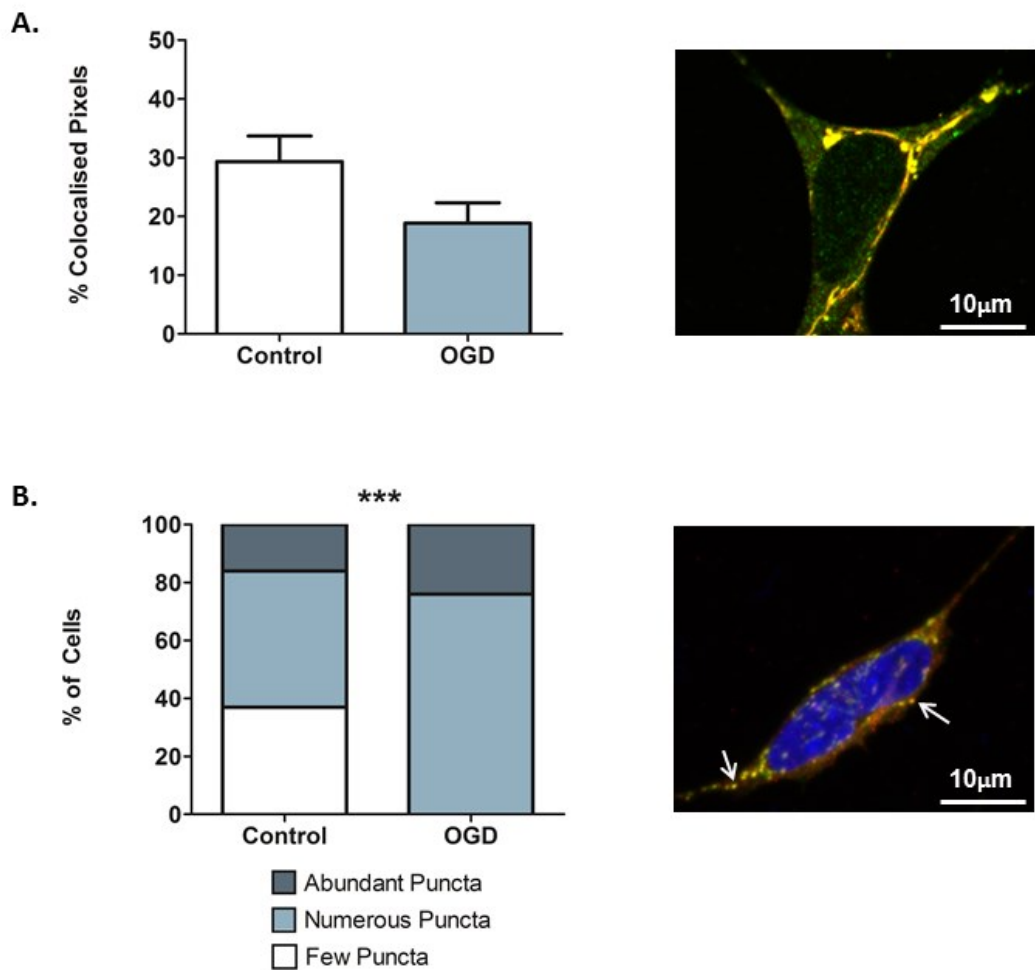 A.
% Colocalised Pixels
50
40
30
20
10
0
Control OGD
10μm
B.
***
% of Cells
100
80
60
40
20
0
Control OGD
10μm
Abundant Puncta
Numerous Puncta
Few Puncta